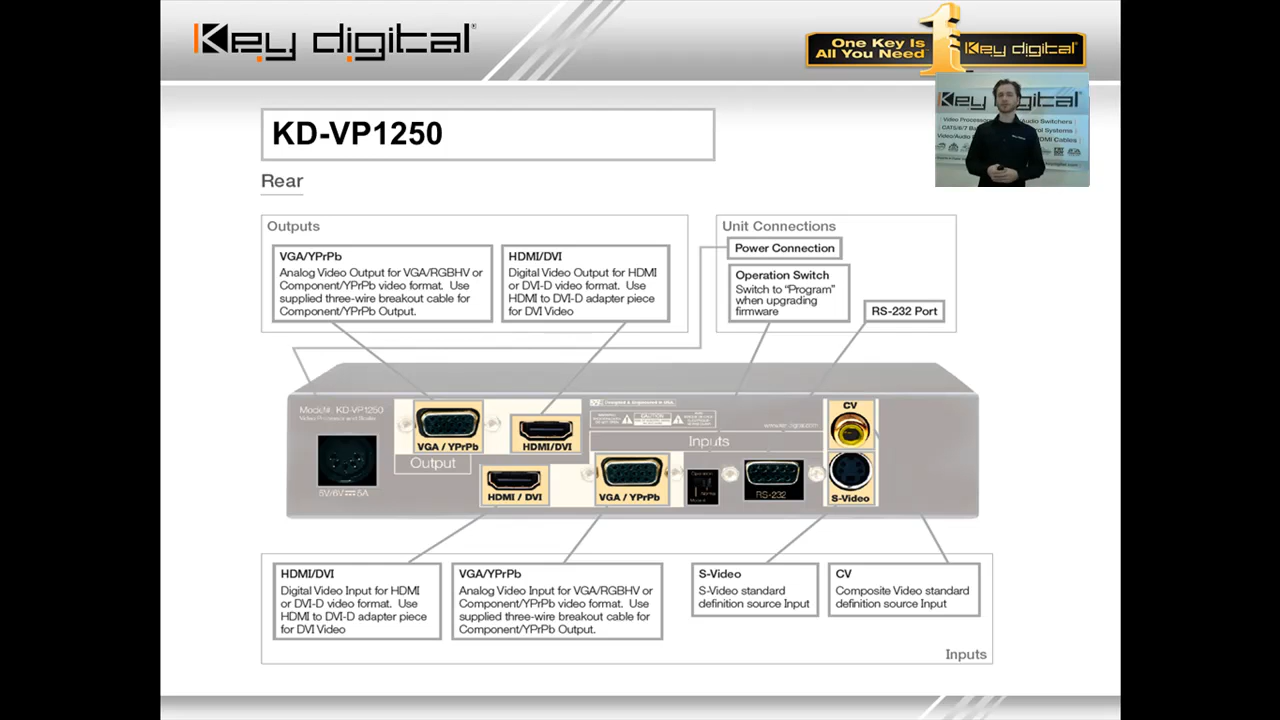 Key digital
One Key Is
All You Need
1
Key digital
Key digital
KD-VP1250
Rear
Outputs
VGA/YPrPb
Analog Video Output for VGA/RGBHV or
Component/YPrPb video format. Use
supplied three-wire breakout cable for
Component/YPrPb Output.
HDMI/DVI
Digital Video Output for HDMI
or DVI-D video format. Use
HDMI to DVI-D adapter piece
for DVI Video
Unit Connections
Power Connection
Operation Switch
Switch to “Program”
when upgrading
firmware
RS-232 Port
KD-VP1250
VGA / YPrPb
HDMI/DVI
Output
CAUTION
Inputs
CV
HDMI / DVI
VGA / YPrPb
RS-232
S-Video
HDMI/DVI
Digital Video Input for HDMI
or DVI-D video format. Use
HDMI to DVI-D adapter piece
for DVI Video
VGA/YPrPb
Analog Video Input for VGA/RGBHV or
Component/YPrPb video format. Use
supplied three-wire breakout cable for
Component/YPrPb Output.
S-Video
S-Video standard
definition source Input
CV
Composite Video standard
definition source Input
Inputs